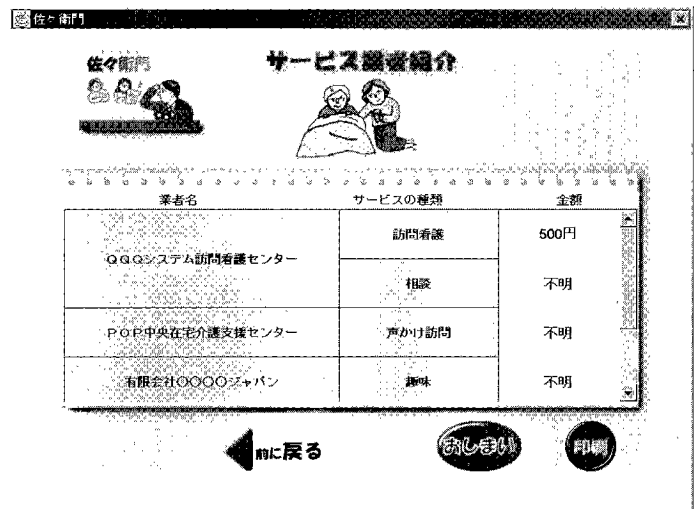 佐々衛門
佐々衛門
サービス業者紹介
業者名 サービスの種類 金額
QQQシステム訪問看護センター 訪問看護 500円
相談 不明
POP中央在宅介護支援センター 声かけ訪問 不明
有限会社〇〇〇〇ジャパン 趣味 不明
前に戻る おしまい 印刷